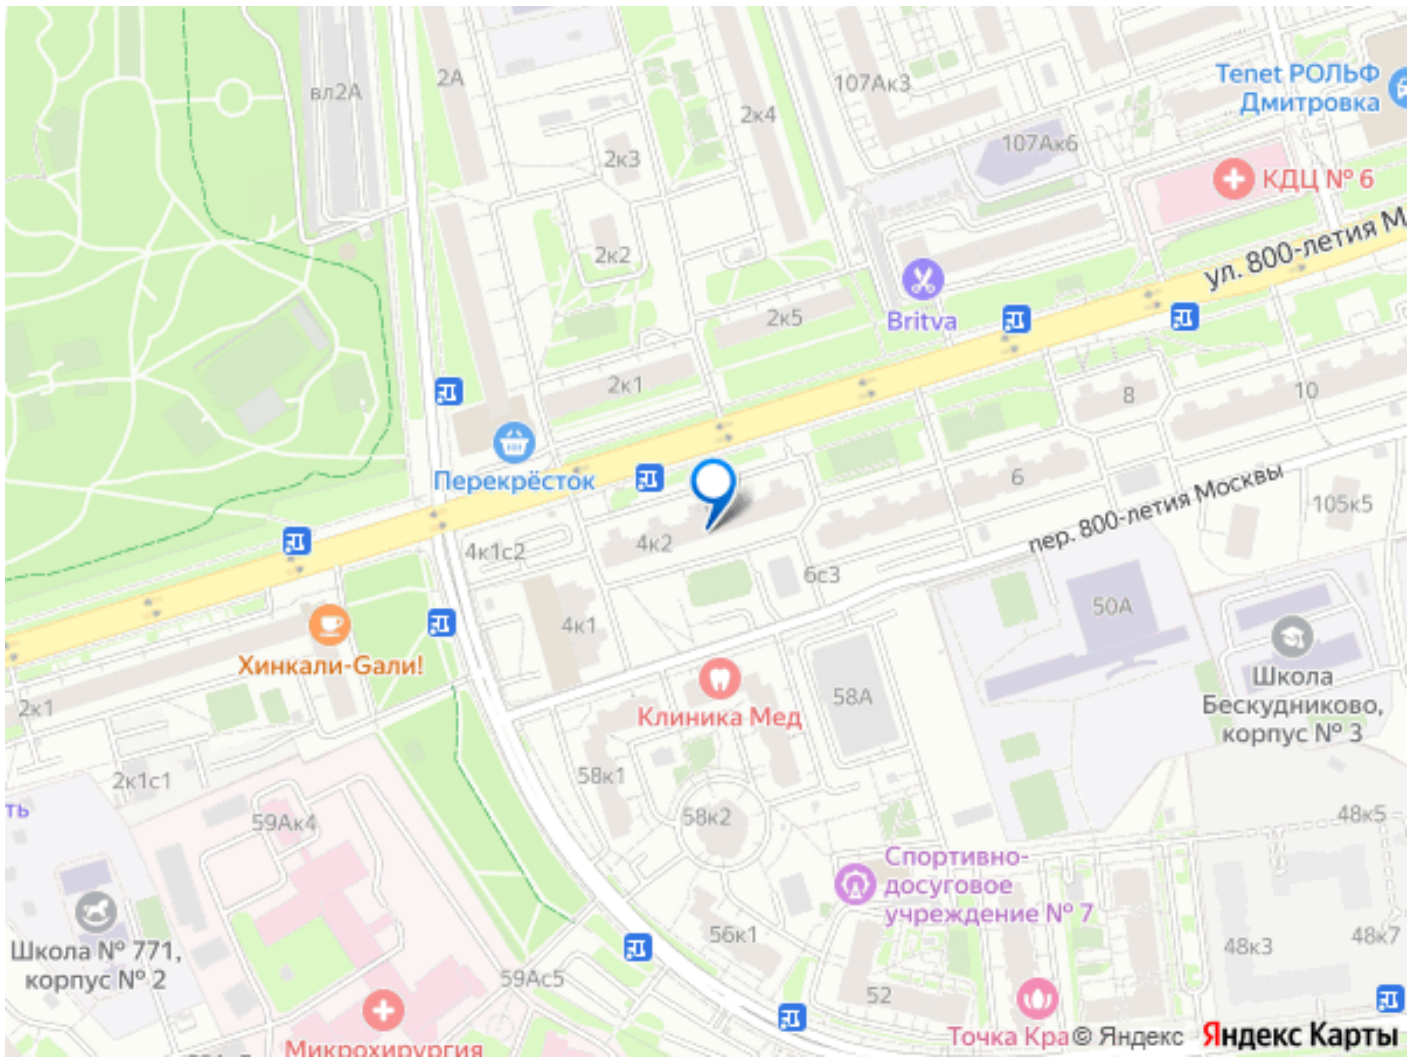 вл2А
2А
2к3
2к4
107Ак3
107Ак6
Tenet РОЛЬФ
Дмитровка
КДЦ № 6
2к2
ул. 800-летия М
2к5
Britva
2к1
8
10
Перекрёсток
6
пер. 800-летия Москвы
105к5
4к1с2
4к2
6с3
50А
4к1
Хинкали-Gали!
Школа
Бескудниково,
корпус № 3
2к1
Клиника Мед
58А
2к1с1
58к1
ть
59Ак4
58к2
48к5
Спортивно-
досуговое
учреждение № 7
Школа № 771,
корпус № 2
56к1
48к3
48к7
59Ас5
52
Точка Кра
© Яндекс
Яндекс Карты
Микрохирургия